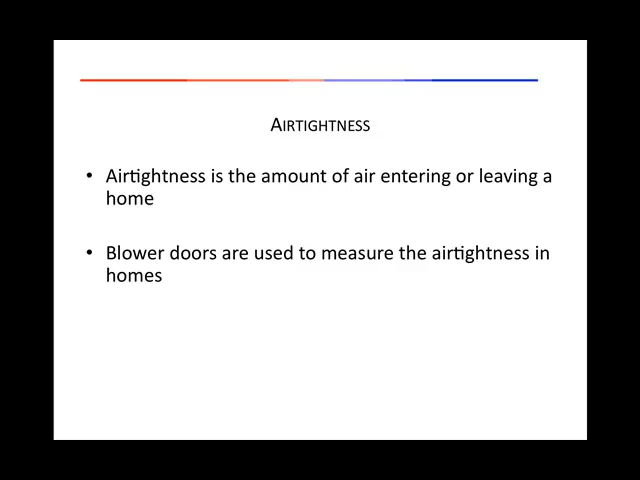 AIRTIGHTNESS
• Airtightness is the amount of air entering or leaving a
home
• Blower doors are used to measure the airtightness in
homes